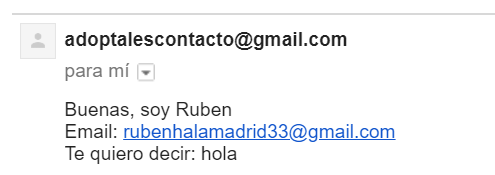 adoptalescontacto@gmail.com
para mí
Buenas, soy Ruben
Email: rubenhalamadrid33@gmail.com
Te quiero decir: hola